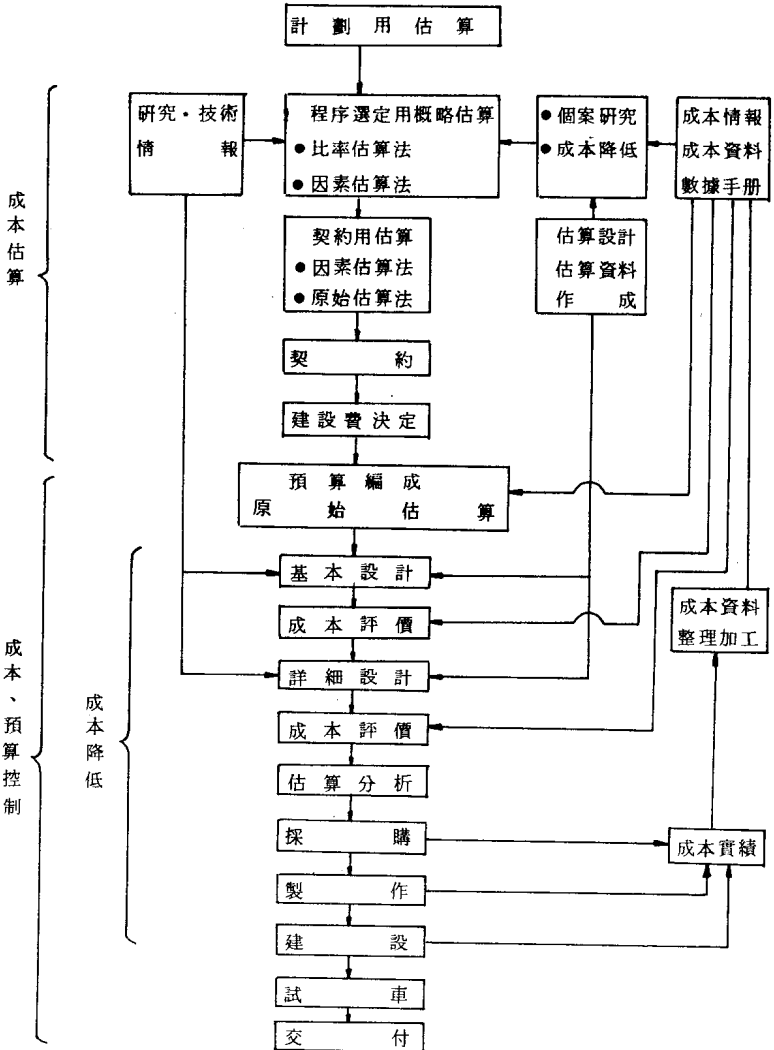 計劃用估算
研究・技術
情報
程序選定用概略估算
●比率估算法
●因素估算法
●個案研究
●成本降低
成本情報
成本資料
數據手册
成本估算
契約用估算
●因素估算法
●原始估算法
估算設計
估算資料
作成
契約
建設費決定
預算編成
原始估算
基本設計
成本評價
成本資料
整理加工
詳細設計
成本、預算控制
成本降低
成本評價
估算分析
採購
成本實績
製作
建設
試車
交付